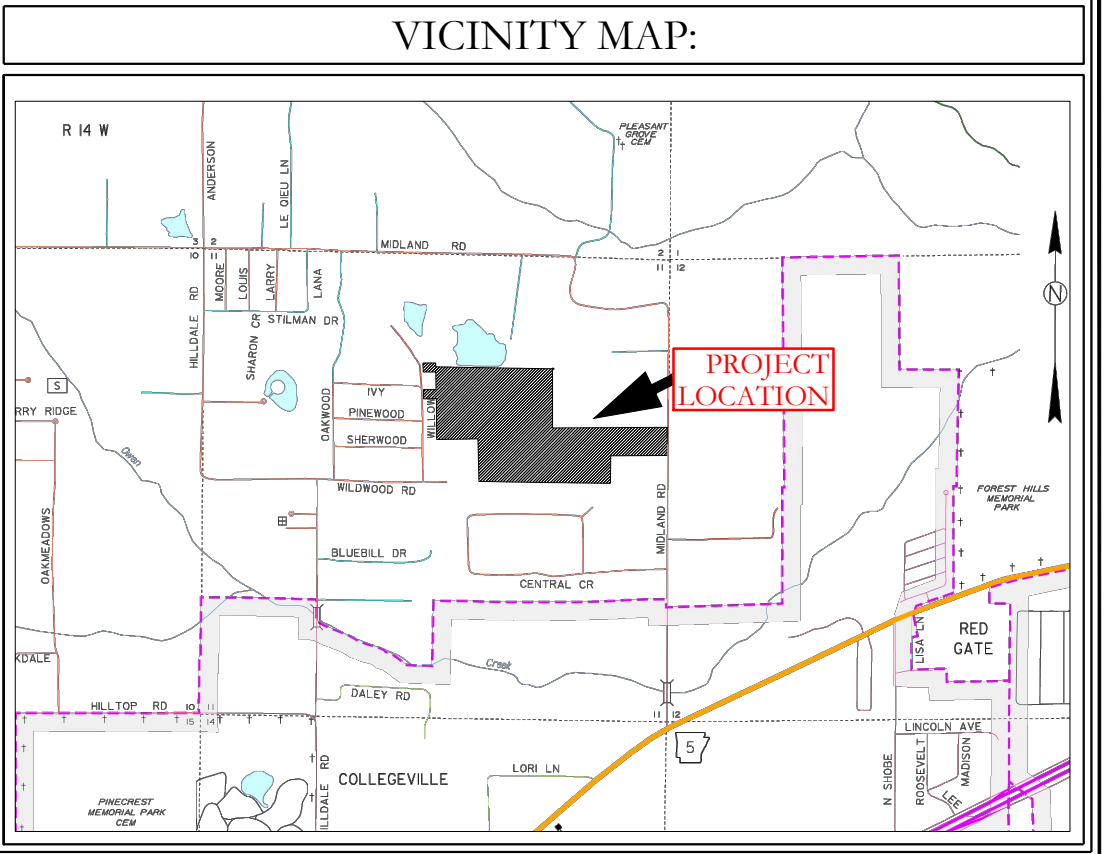 VICINITY MAP:
R 14 W
PLEASANT
GROVE
CEM
ANDERSON
LE QIEU LN
MIDLAND RD
3 2
10 11
2 1
11 12
HILLDALE RD
MOORE
LOUIS
LARRY
LANA
STILMAN DR
SHARON CR
N
PROJECT
LOCATION
S
RRY RIDGE
IVY
PINEWOOD
SHERWOOD
OAKWOOD
WILLOW
WILDWOOD RD
Owen
OAKMEADOWS
MIDLAND RD
FOREST HILLS
MEMORIAL
PARK
BLUEBILL DR
CENTRAL CR
LISA LN
RED
GATE
KDALE
Creek
DALEY RD
HILLTOP RD
10 11
15 14
11 12
5
LINCOLN AVE
LORI LN
COLLEGEVILLE
ILLDALE RD
N SHOBE
ROOSEVELT
MADISON
LEE
PINECREST
MEMORIAL PARK
CEM